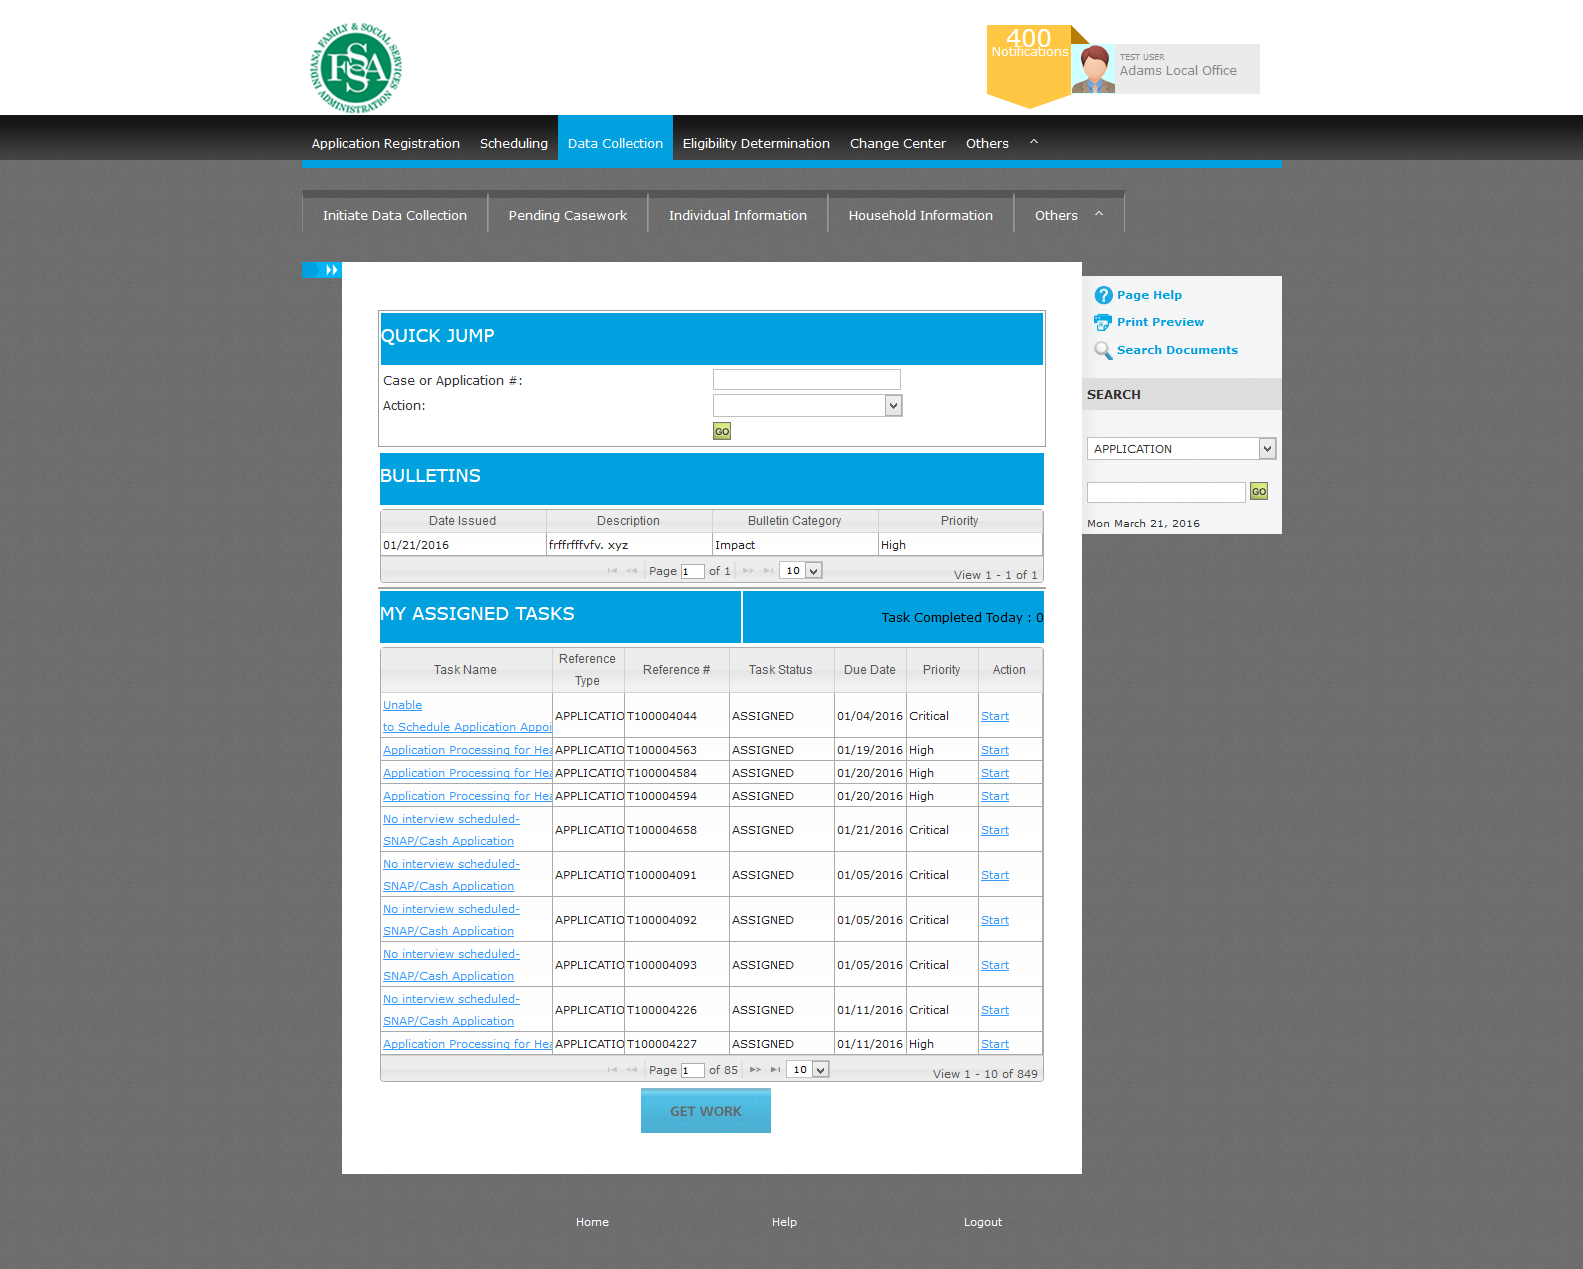 INDIANA FAMILY & SOCIAL SERVICES ADMINISTRATION
FSSA
400
Notifications
TEST USER
Adams Local Office
Application Registration Scheduling Data Collection Eligibility Determination Change Center Others
Initiate Data Collection Pending Casework Individual Information Household Information Others
Page Help
Print Preview
Search Documents
SEARCH
APPLICATION
GO
Mon March 21, 2016
QUICK JUMP
Case or Application #:
Action:
GO
BULLETINS
Date Issued Description Bulletin Category Priority
01/21/2016 frffrfffvfv. xyz Impact High
Page 1 of 1 10 View 1 - 1 of 1
MY ASSIGNED TASKS Task Completed Today : 0
Task Name Reference Type Reference # Task Status Due Date Priority Action
Unable
to Schedule Application Appoi APPLICATIO T100004044 ASSIGNED 01/04/2016 Critical Start
Application Processing for Hea APPLICATIO T100004563 ASSIGNED 01/19/2016 High Start
Application Processing for Hea APPLICATIO T100004584 ASSIGNED 01/20/2016 High Start
Application Processing for Hea APPLICATIO T100004594 ASSIGNED 01/20/2016 High Start
No interview scheduled-
SNAP/Cash Application APPLICATIO T100004658 ASSIGNED 01/21/2016 Critical Start
No interview scheduled-
SNAP/Cash Application APPLICATIO T100004091 ASSIGNED 01/05/2016 Critical Start
No interview scheduled-
SNAP/Cash Application APPLICATIO T100004092 ASSIGNED 01/05/2016 Critical Start
No interview scheduled-
SNAP/Cash Application APPLICATIO T100004093 ASSIGNED 01/05/2016 Critical Start
No interview scheduled-
SNAP/Cash Application APPLICATIO T100004226 ASSIGNED 01/11/2016 Critical Start
Application Processing for Hea APPLICATIO T100004227 ASSIGNED 01/11/2016 High Start
Page 1 of 85 10 View 1 - 10 of 849
GET WORK
Home Help Logout